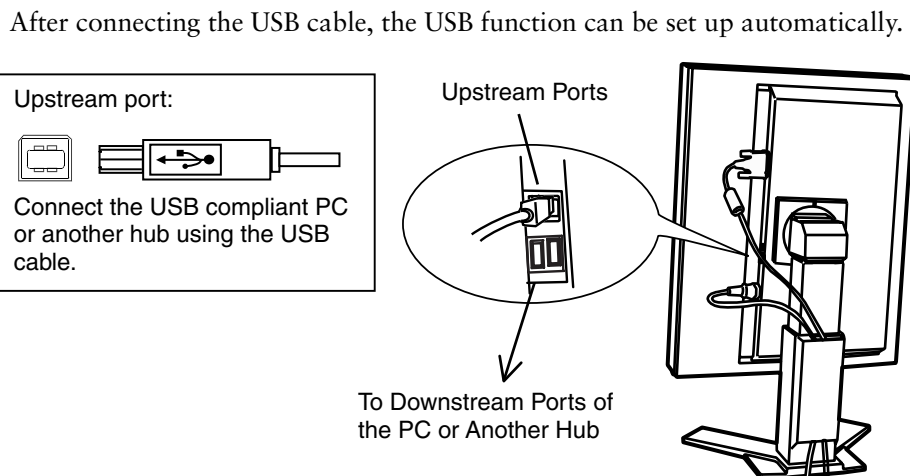 After connecting the USB cable, the USB function can be set up automatically.
Upstream port:
Connect the USB compliant PC
or another hub using the USB
cable.
Upstream Ports
To Downstream Ports of
the PC or Another Hub